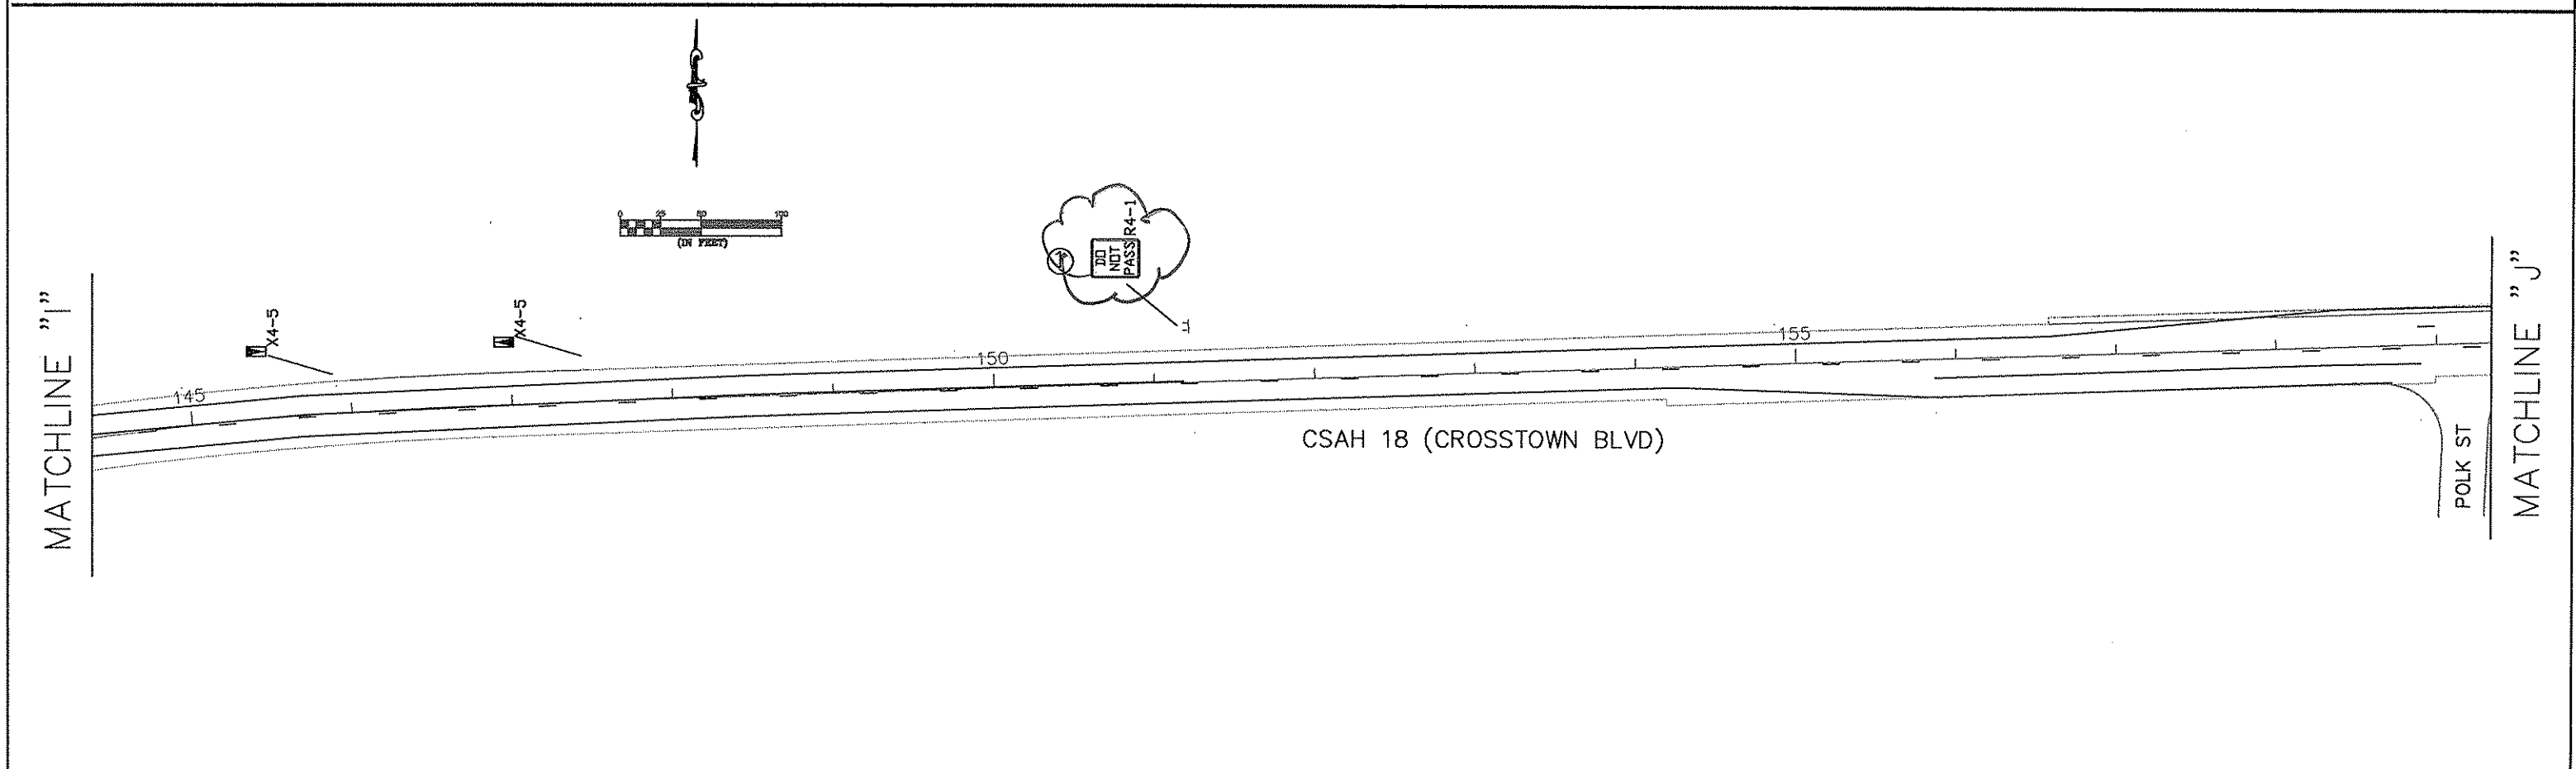 MATCHLINE "I"
X4-5
X4-5
0 25 50 100
(IN FEET)
DO
NOT
PASS
R4-1
145
150
155
CSAH 18 (CROSSTOWN BLVD)
POLK ST
MATCHLINE "J"